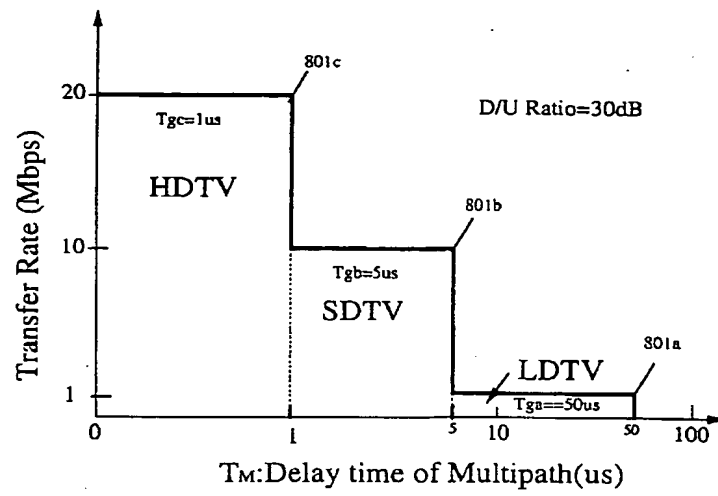 801c
20
Tgc=1us
D/U Ratio=30dB
HDTV
801b
10
Tgb=5us
SDTV
801a
LDTV
1
Tga==50us
0
1
5
10
50
100
Transfer Rate (Mbps)
TM:Delay time of Multipath(us)